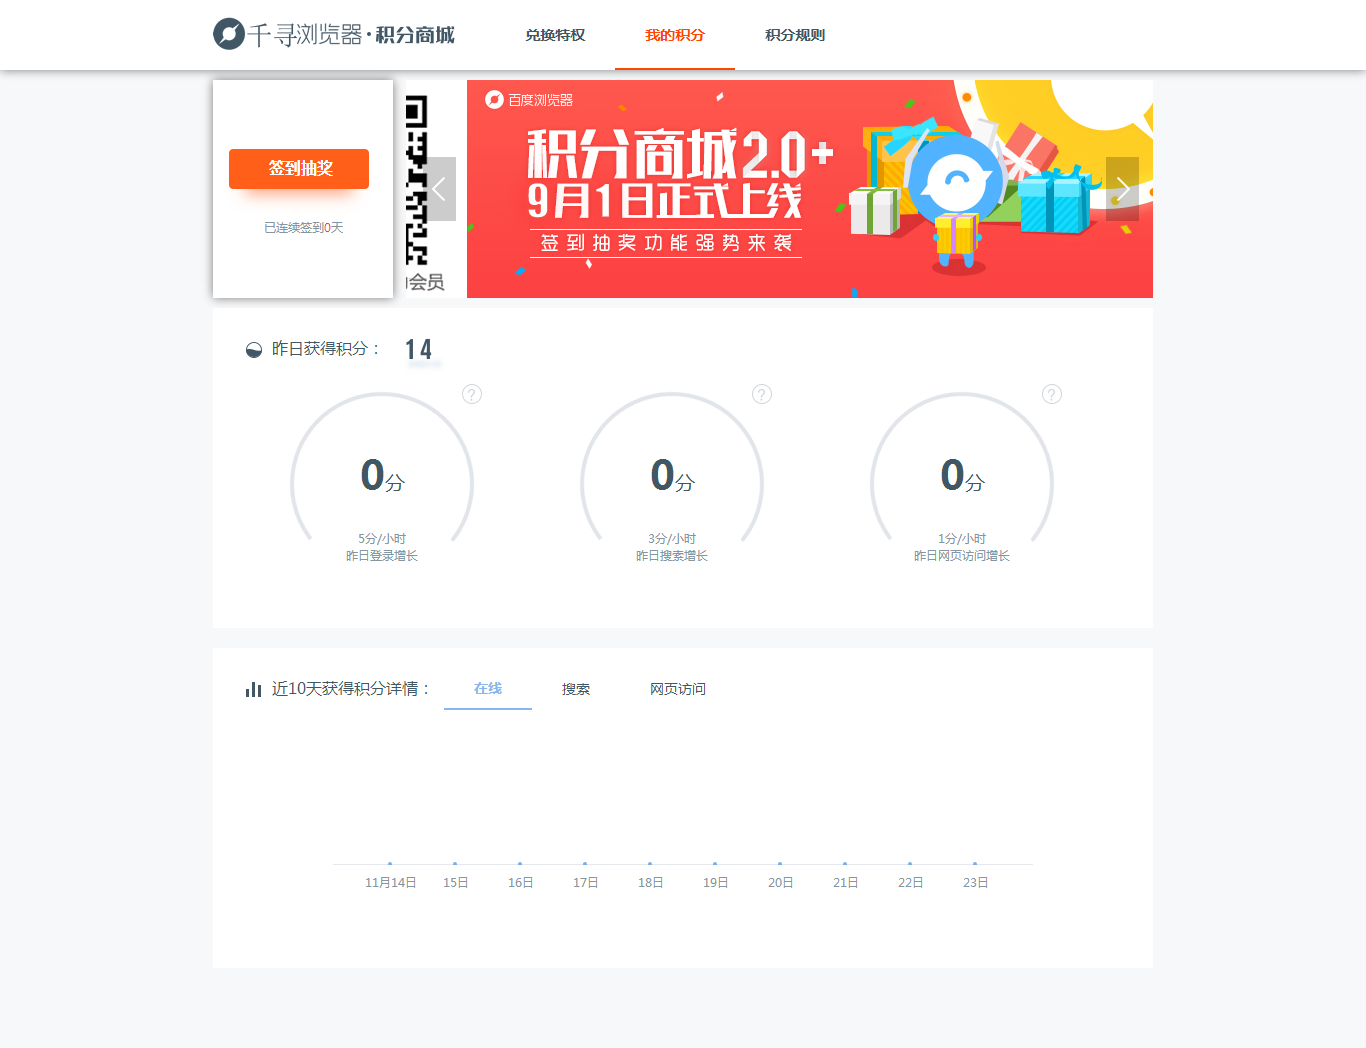 千寻浏览器·积分商城
兑换特权
我的积分
积分规则
签到抽奖
已连续签到0天
会员
百度浏览器
积分商城2.0+
9月1日正式上线
签到抽奖功能强势来袭
昨日获得积分：
14
?
?
?
0分
0分
0分
5分/小时
昨日登录增长
3分/小时
昨日搜索增长
1分/小时
昨日网页访问增长
近10天获得积分详情：
在线
搜索
网页访问
11月14日
15日
16日
17日
18日
19日
20日
21日
22日
23日